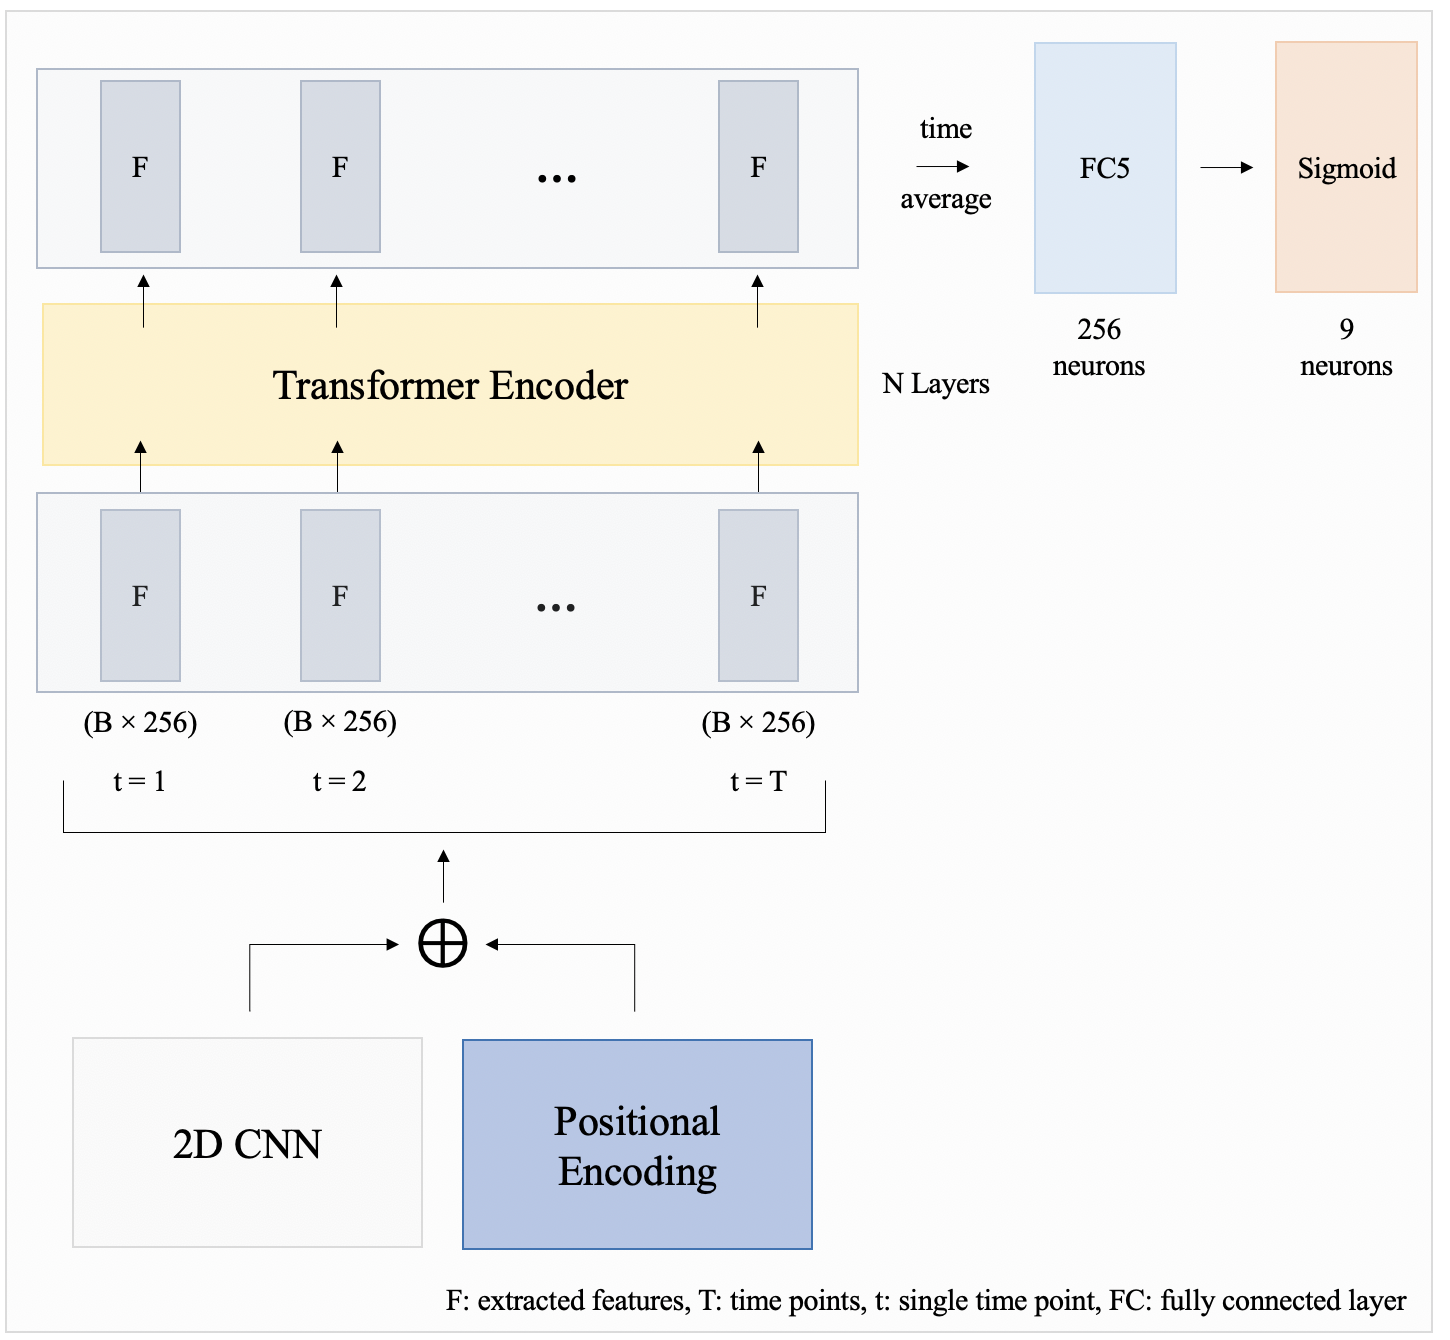 F F ... F
time
average
FC5
Sigmoid
256
neurons
9
neurons
Transformer Encoder
N Layers
F F ... F
(B × 256) (B × 256) (B × 256)
t = 1 t = 2 t = T
2D CNN
Positional
Encoding
F: extracted features, T: time points, t: single time point, FC: fully connected layer